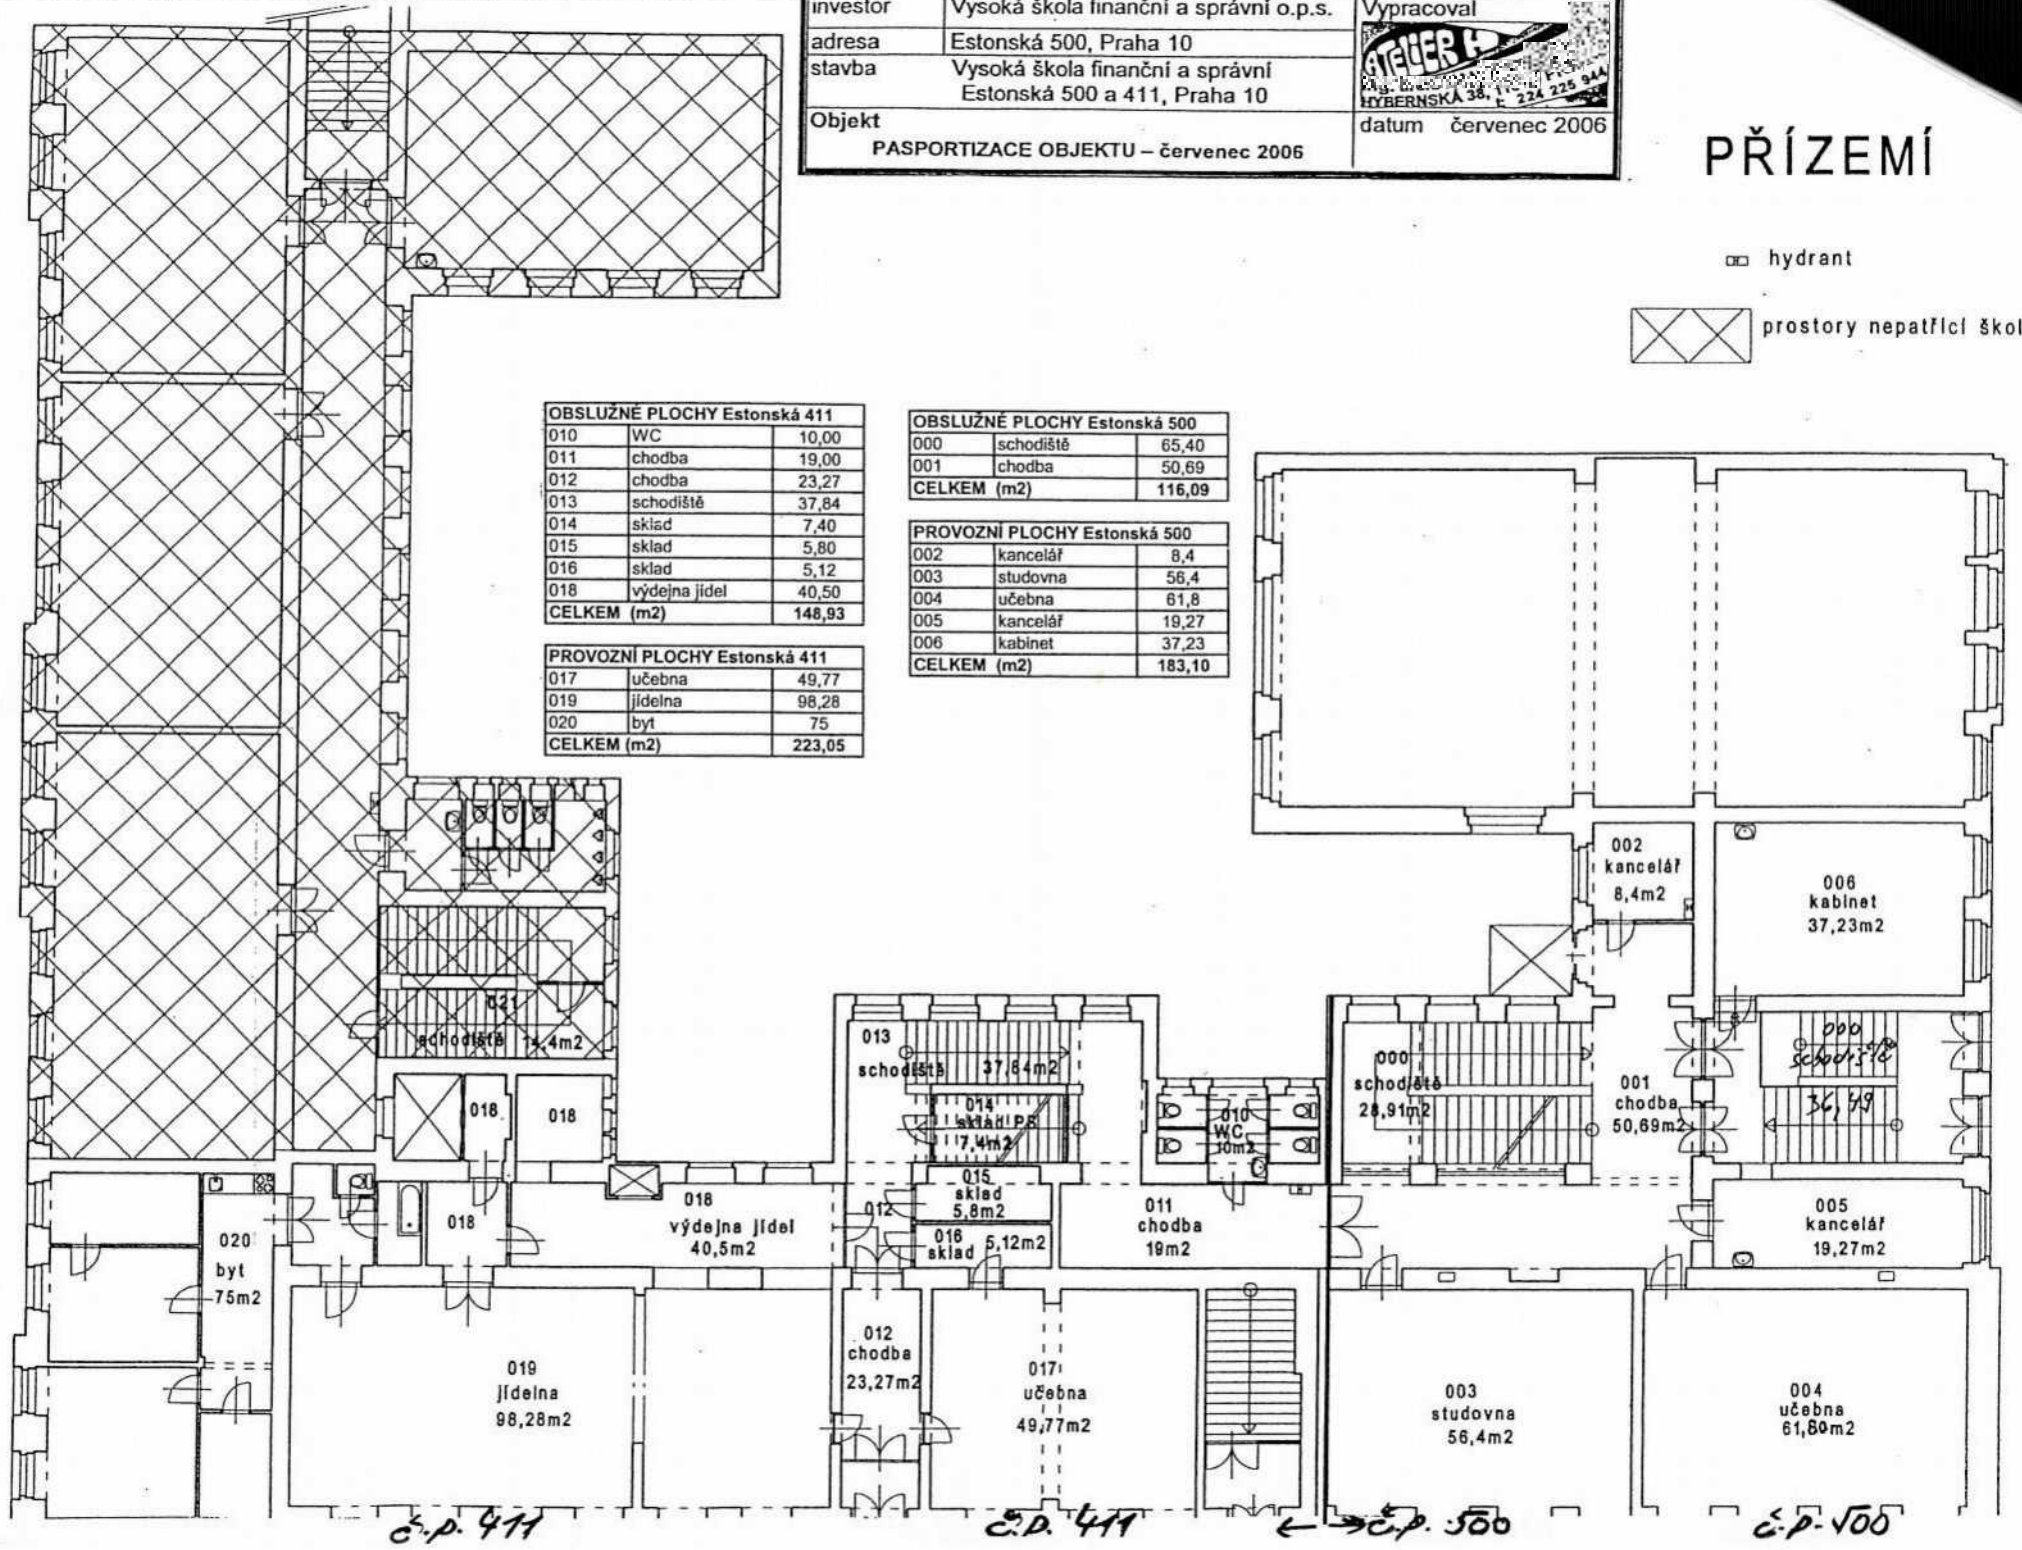 investor Vysoká škola finanční a správní o.p.s. Vypracoval
adresa Estonská 500, Praha 10
stavba Vysoká škola finanční a správní
Estonská 500 a 411, Praha 10
ATELIER H
HYBERNSKÁ 38,
224 225 944
Objekt
PASPORTIZACE OBJEKTU – červenec 2006
datum červenec 2006
PŘÍZEMÍ
hydrant
prostory nepatřící škol
OBSLUŽNÉ PLOCHY Estonská 411
010 WC 10,00
011 chodba 19,00
012 chodba 23,27
013 schodiště 37,84
014 sklad 7,40
015 sklad 5,80
016 sklad 5,12
018 výdejna jídel 40,50
CELKEM (m2) 148,93
PROVOZNÍ PLOCHY Estonská 411
017 učebna 49,77
019 jídelna 98,28
020 byt 75
CELKEM (m2) 223,05
OBSLUŽNÉ PLOCHY Estonská 500
000 schodiště 65,40
001 chodba 50,69
CELKEM (m2) 116,09
PROVOZNÍ PLOCHY Estonská 500
002 kancelář 8,4
003 studovna 56,4
004 učebna 61,8
005 kancelář 19,27
006 kabinet 37,23
CELKEM (m2) 183,10
002
kancelář
8,4m2
006
kabinet
37,23m2
021
schodiště 14,4m2
018
018
013
schodiště 37,84m2
014
sklad PS
7,4m2
010
WC
10m2
000
schodiště
28,91m2
001
chodba
50,69m2
000
schodiště
36,49
015
sklad
5,8m2
016
sklad 5,12m2
012
011
chodba
19m2
005
kancelář
19,27m2
018
výdejna jídel
40,5m2
018
020
byt
75m2
019
jídelna
98,28m2
012
chodba
23,27m2
017
učebna
49,77m2
003
studovna
56,4m2
004
učebna
61,80m2
č.p. 411
č.p. 411
← → č.p. 500
č.p. 500